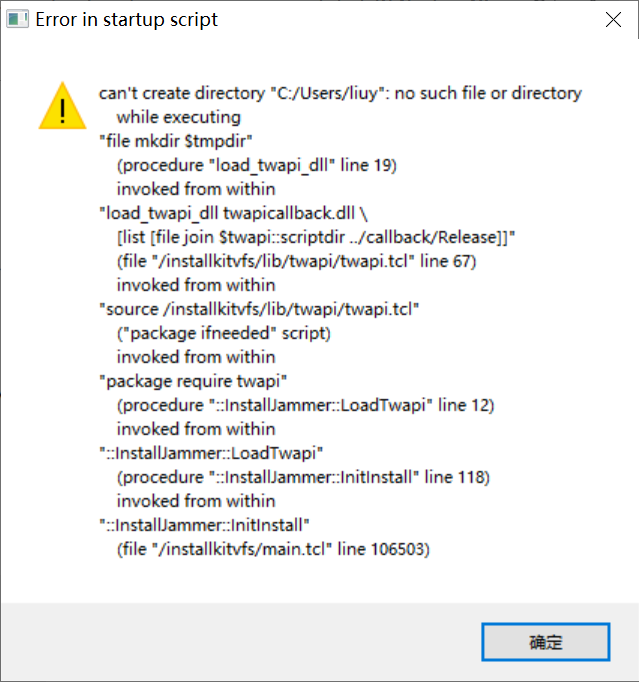 Error in startup script
can't create directory "C:/Users/liuy": no such file or directory
while executing
"file mkdir $tmpdir"
(procedure "load_twapi_dll" line 19)
invoked from within
"load_twapi_dll twapicallback.dll \
[list [file join $twapi::scriptdir ../callback/Release]]"
(file "/installkitvfs/lib/twapi/twapi.tcl" line 67)
invoked from within
"source /installkitvfs/lib/twapi/twapi.tcl"
("package ifneeded" script)
invoked from within
"package require twapi"
(procedure "::InstallJammer::LoadTwapi" line 12)
invoked from within
"::InstallJammer::LoadTwapi"
(procedure "::InstallJammer::InitInstall" line 118)
invoked from within
"::InstallJammer::InitInstall"
(file "/installkitvfs/main.tcl" line 106503)
确定